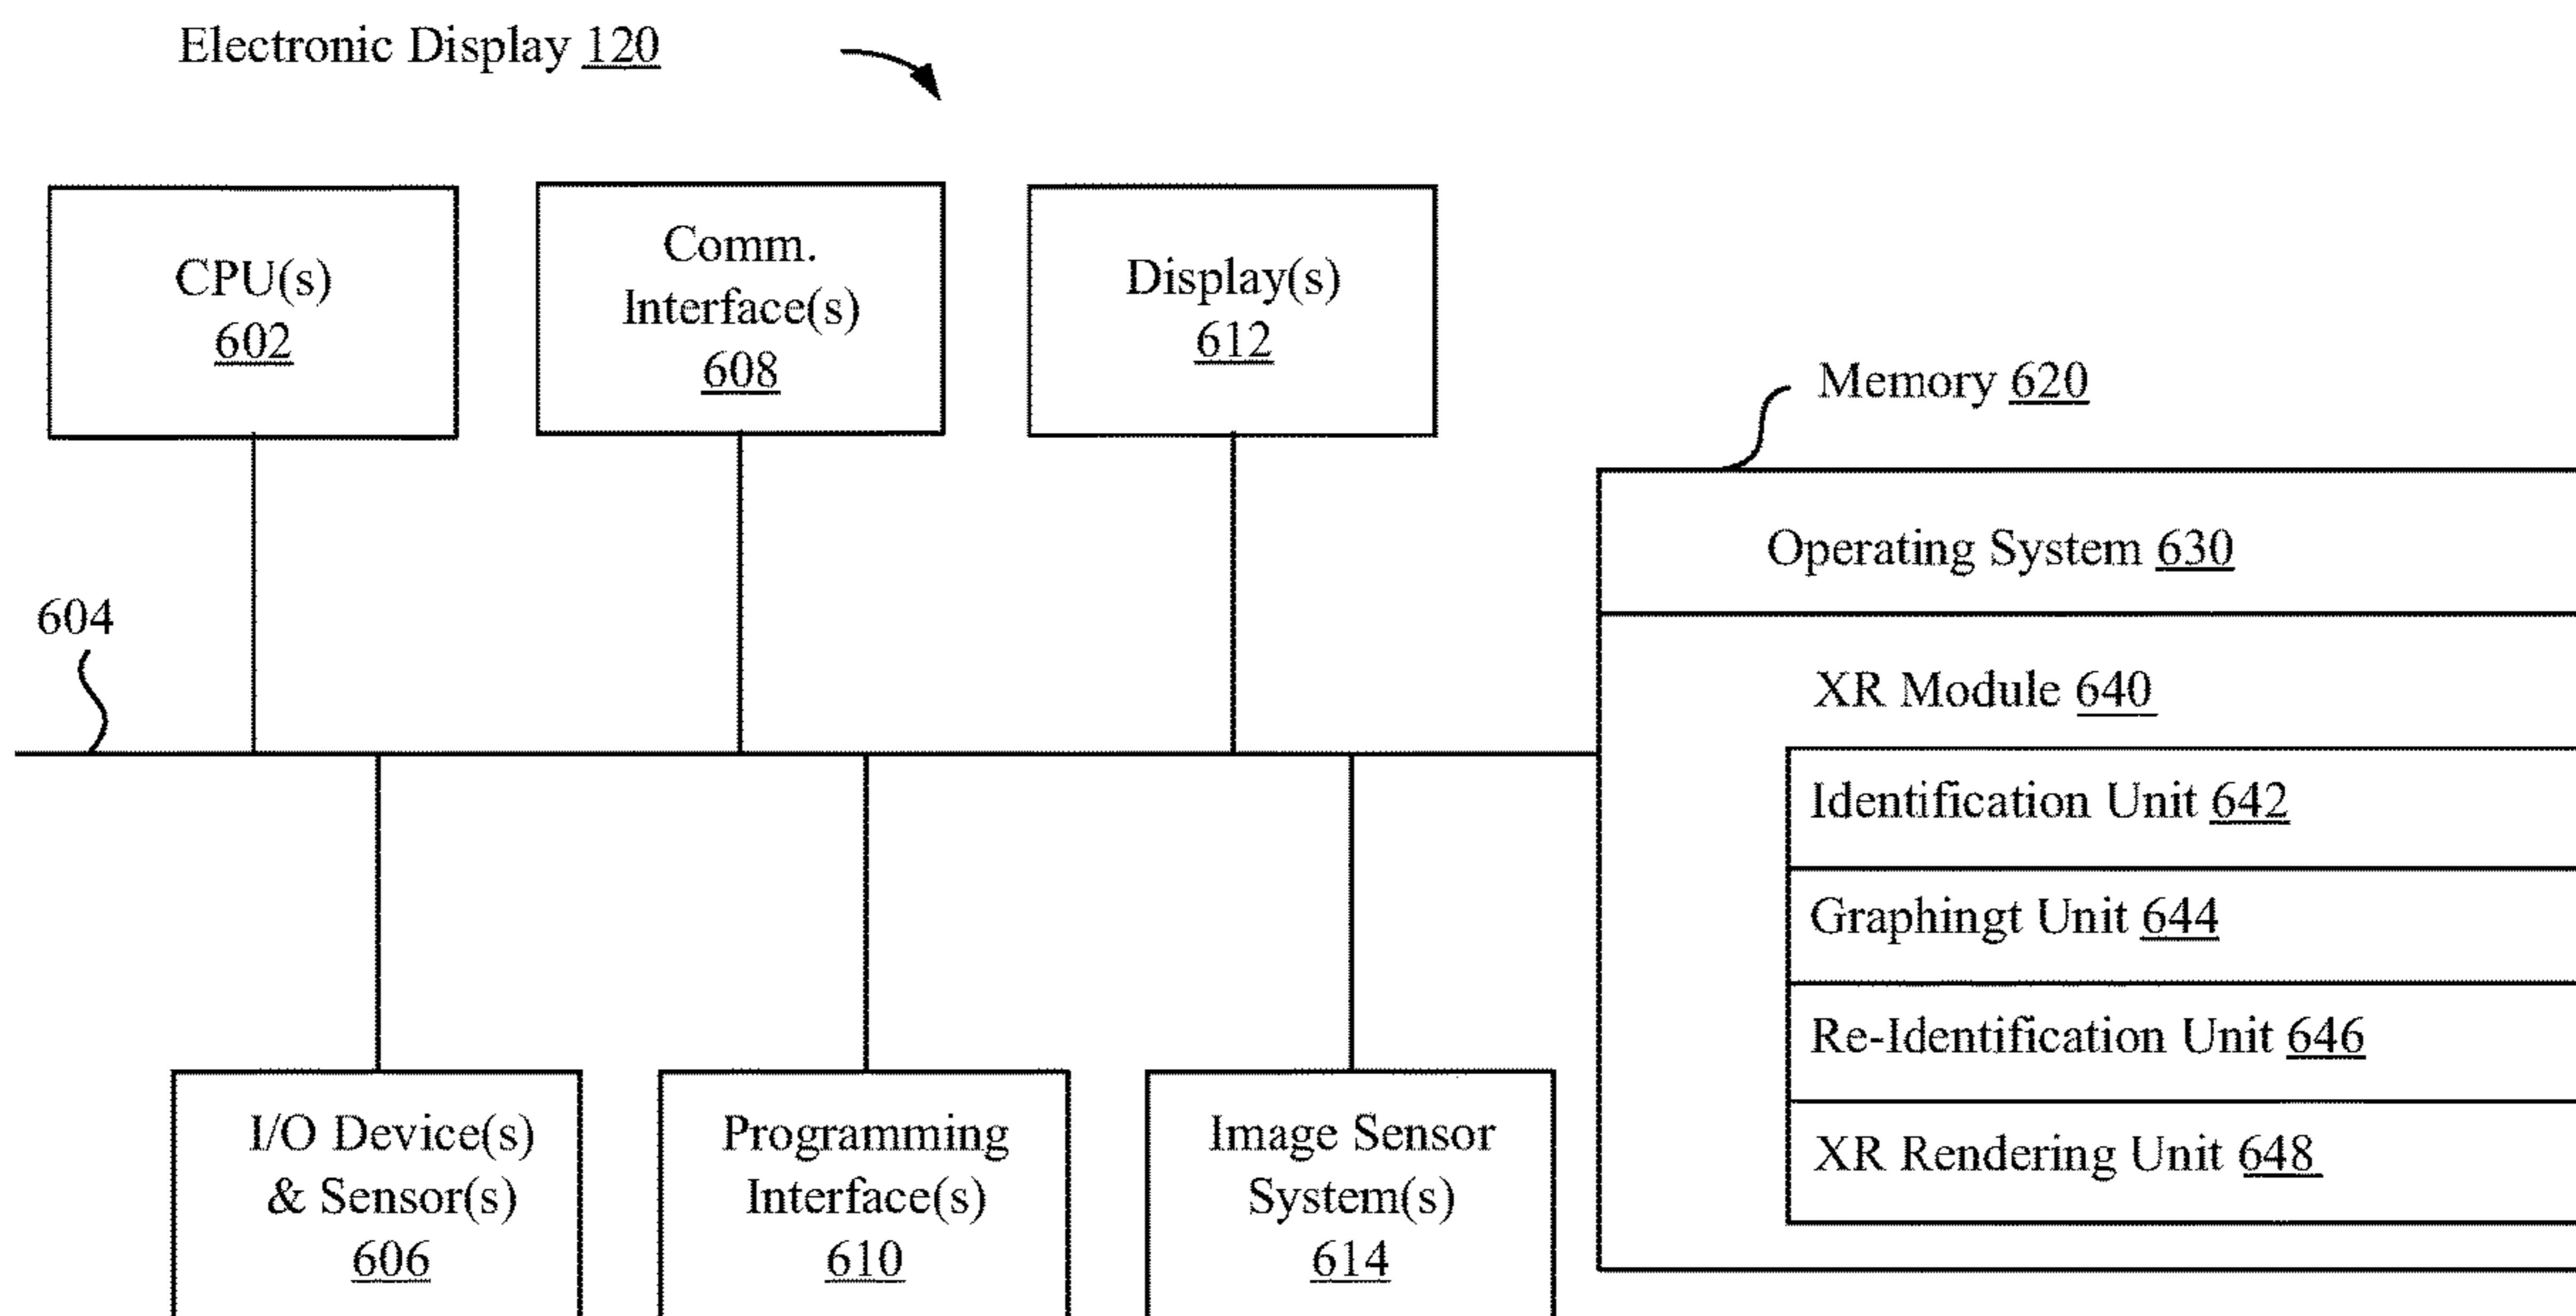 Electronic Display 120
CPU(s)
602
Comm.
Interface(s)
608
Display(s)
612
Memory 620
Operating System 630
604
XR Module 640
Identification Unit 642
Graphingt Unit 644
Re-Identification Unit 646
XR Rendering Unit 648
I/O Device(s)
& Sensor(s)
606
Programming
Interface(s)
610
Image Sensor
System(s)
614